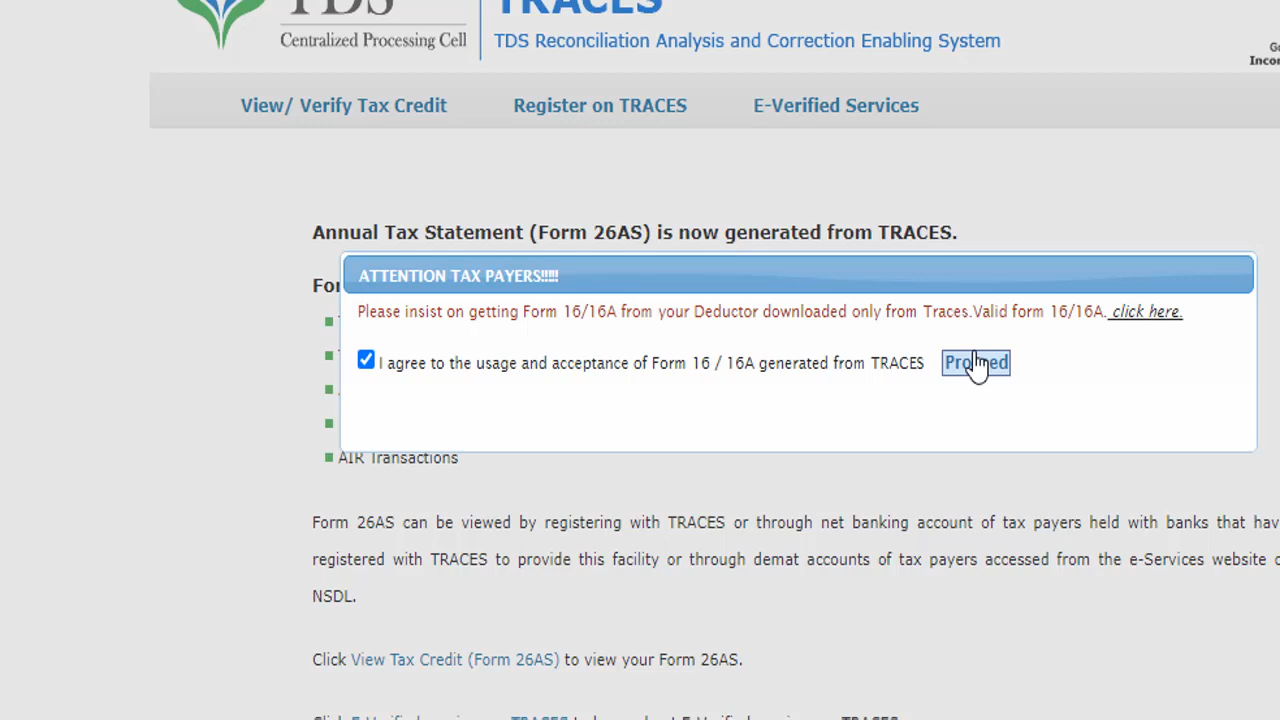 TDS
TRACES
Centralized Processing Cell
TDS Reconciliation Analysis and Correction Enabling System
Inco
View/ Verify Tax Credit
Register on TRACES
E-Verified Services
Annual Tax Statement (Form 26AS) is now generated from TRACES.
For
ATTENTION TAX PAYERS!!!!!
Please insist on getting Form 16/16A from your Deductor downloaded only from Traces.Valid form 16/16A. click here.
I agree to the usage and acceptance of Form 16 / 16A generated from TRACES
Proceed
AIR Transactions
Form 26AS can be viewed by registering with TRACES or through net banking account of tax payers held with banks that hav
registered with TRACES to provide this facility or through demat accounts of tax payers accessed from the e-Services website
NSDL.
Click View Tax Credit (Form 26AS) to view your Form 26AS.